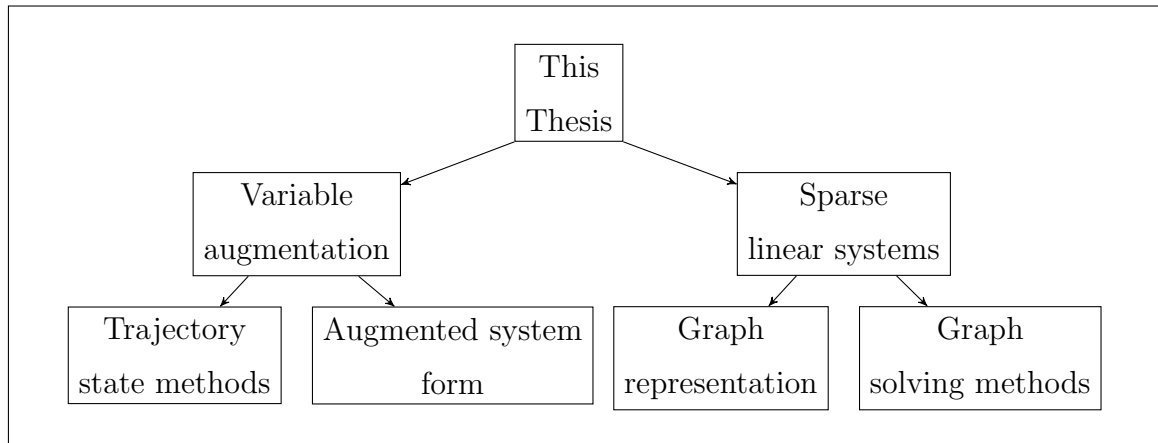 This
Thesis
Variable
augmentation
Sparse
linear systems
Trajectory
state methods
Augmented system
form
Graph
representation
Graph
solving methods